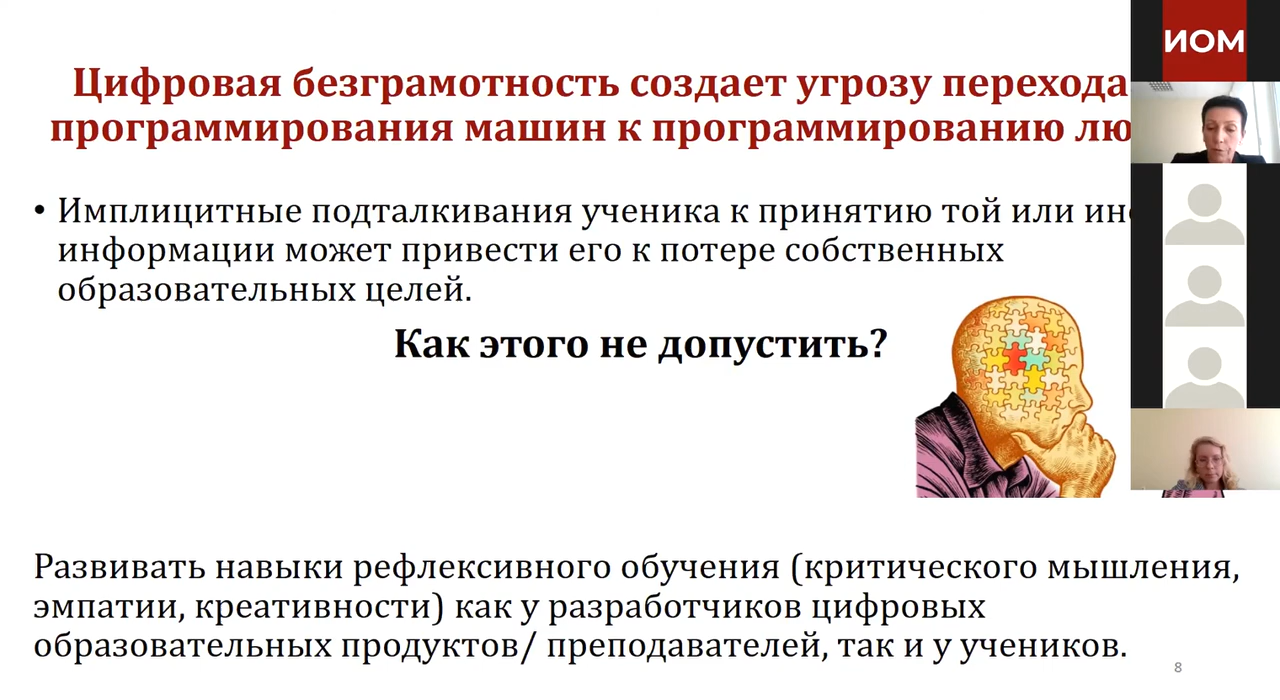 Цифровая безграмотность создает угрозу перехода
программирования машин к программированию
• Имплицитные подталкивания ученика к принятию той или
информации может привести его к потере собственных
образовательных целей.
Как этого не допустить?
Развивать навыки рефлексивного обучения (критического мышления,
эмпатии, креативности) как у разработчиков цифровых
образовательных продуктов/ преподавателей, так и у учеников.
8
ИОМ